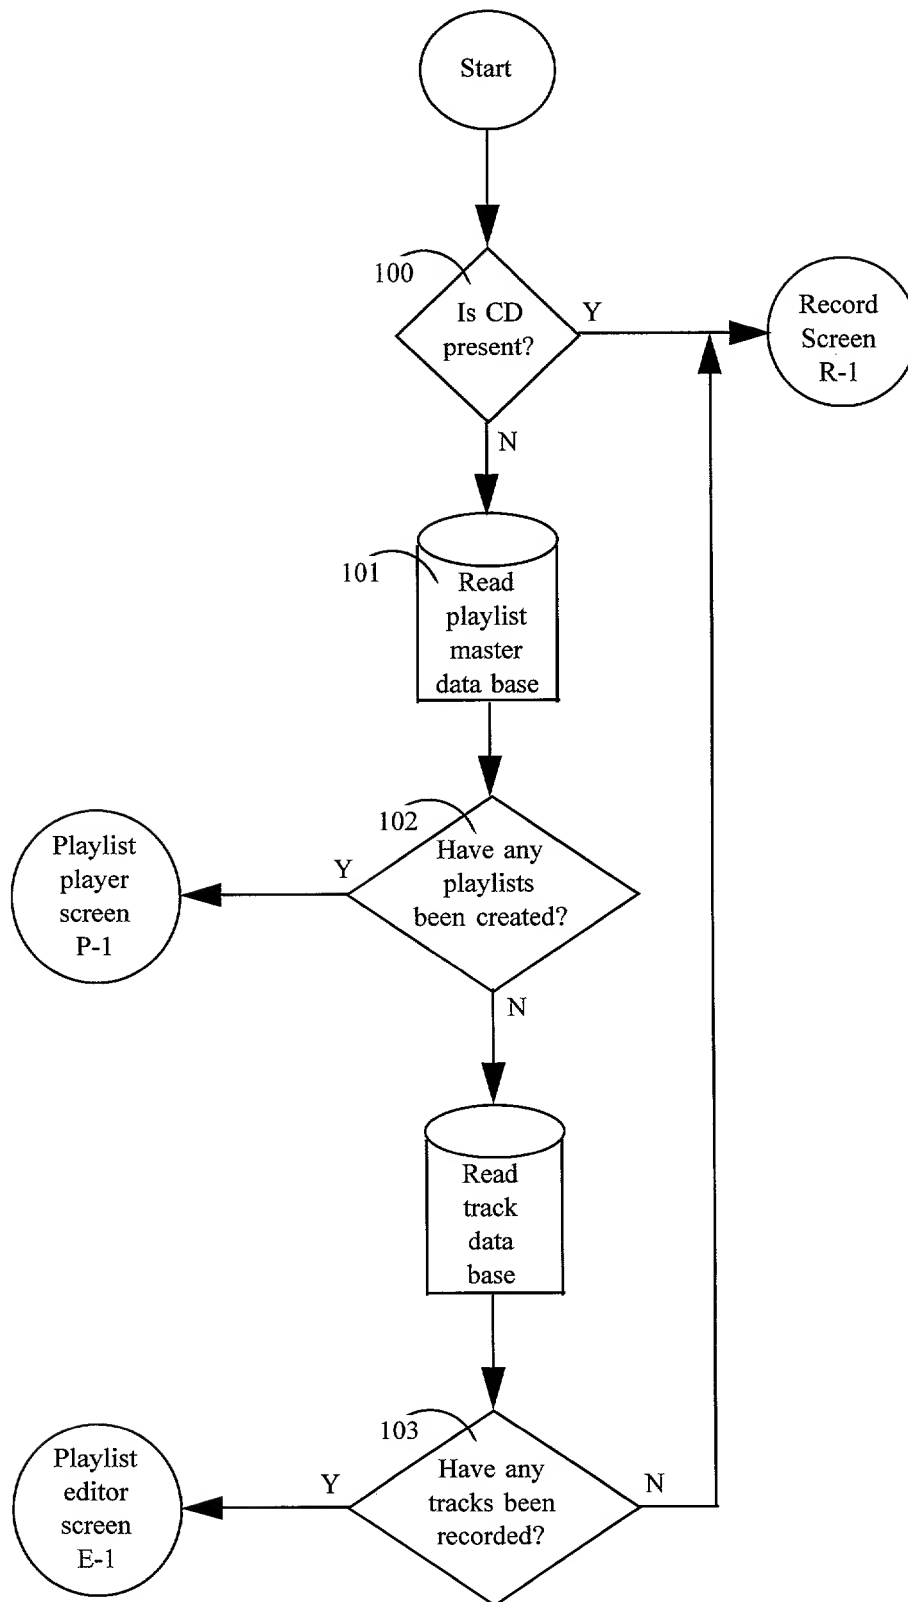 Start
100
Is CD
present?
Y
Record
Screen
R-1
N
101
Read
playlist
master
data base
102
Have any
playlists
been created?
Y
Playlist
player
screen
P-1
N
Read
track
data
base
103
Have any
tracks been
recorded?
Y
N
Playlist
editor
screen
E-1